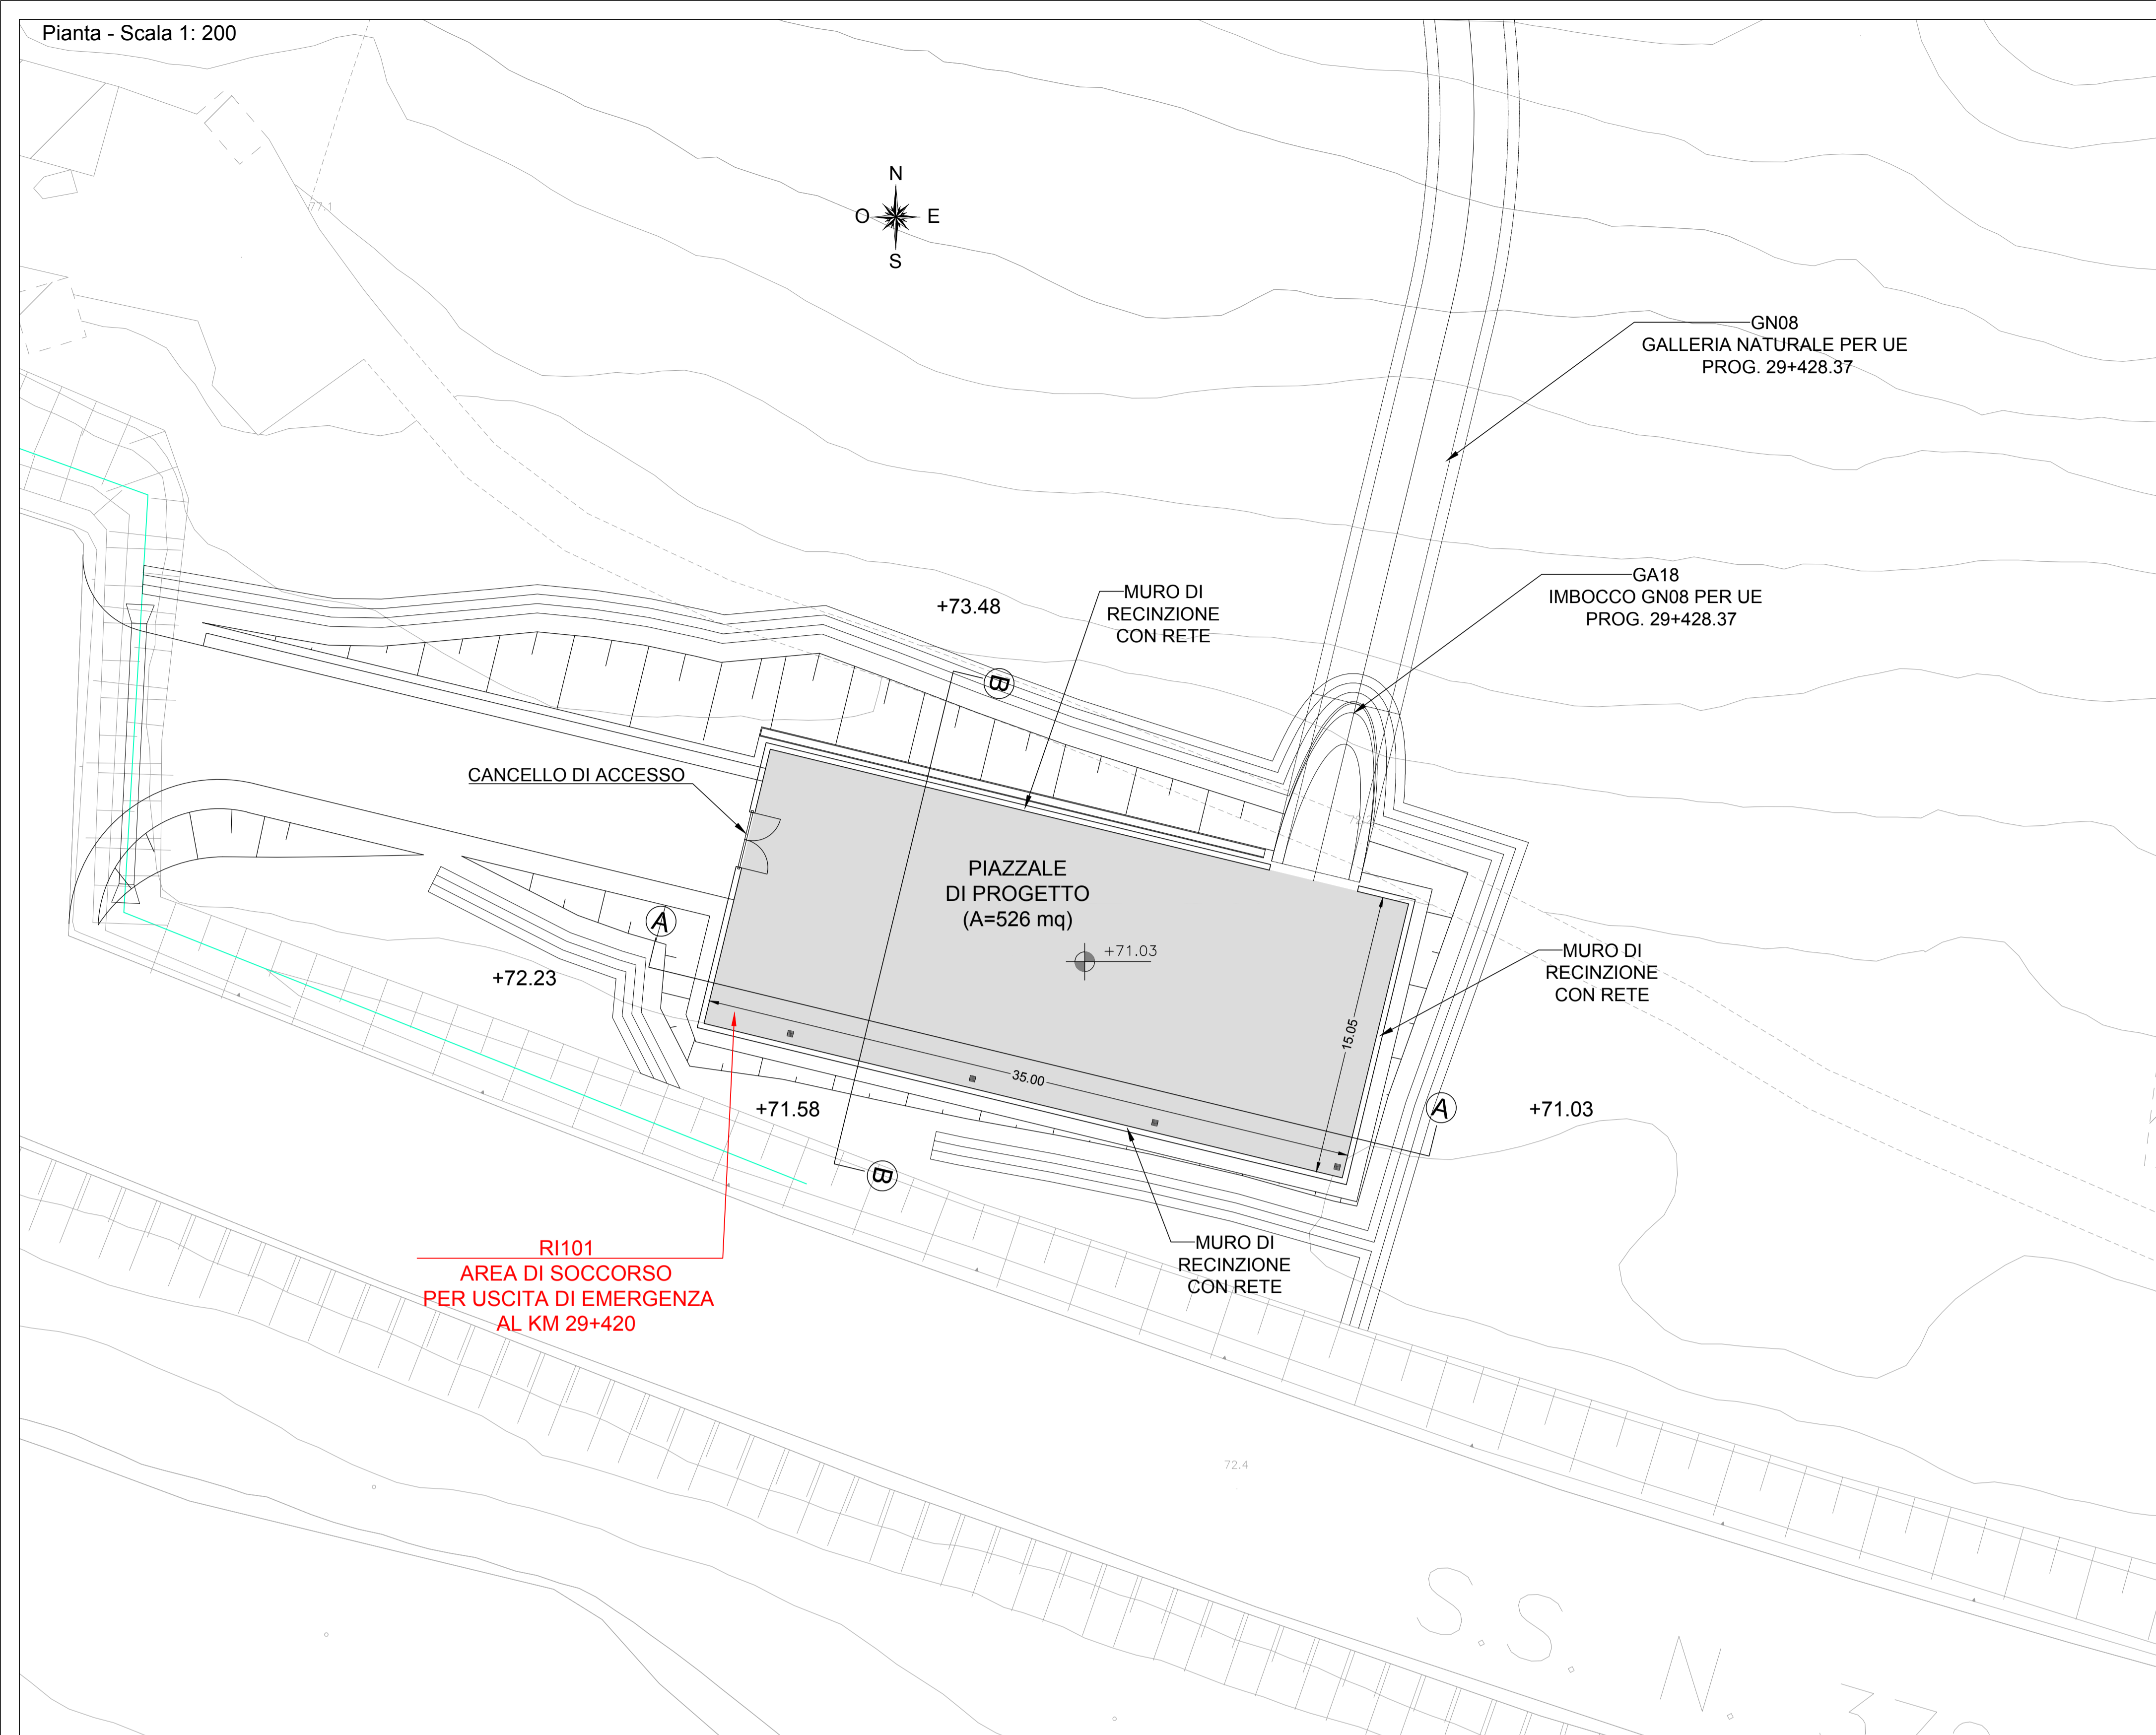 Pianta - Scala 1: 200
77.1
N
O E
S
GN08
GALLERIA NATURALE PER UE
PROG. 29+428.37
GA18
IMBOCCO GN08 PER UE
PROG. 29+428.37
MURO DI
RECINZIONE
CON RETE
+73.48
B
CANCELLO DI ACCESSO
PIAZZALE
DI PROGETTO
(A=526 mq)
+71.03
A
+72.23
MURO DI
RECINZIONE
CON RETE
15.05
35.00
+71.58
A
+71.03
B
MURO DI
RECINZIONE
CON RETE
RI101
AREA DI SOCCORSO
PER USCITA DI EMERGENZA
AL KM 29+420
72.4
S.S. N.